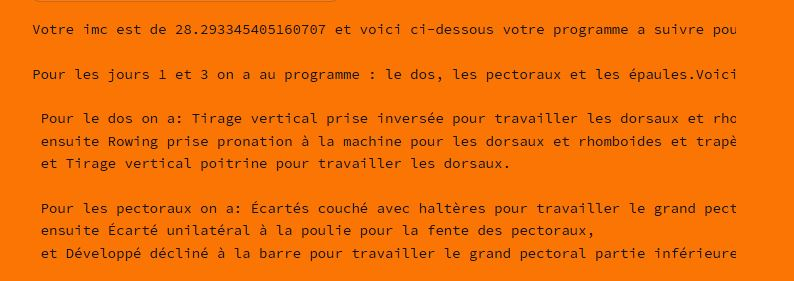 Votre imc est de 28.293345405160707 et voici ci-dessous votre programme a suivre pou
Pour les jours 1 et 3 on a au programme : le dos, les pectoraux et les épaules.Voici
Pour le dos on a: Tirage vertical prise inversée pour travailler les dorsaux et rho
ensuite Rowing prise pronation à la machine pour les dorsaux et rhomboides et trapè
et Tirage vertical poitrine pour travailler les dorsaux.
Pour les pectoraux on a: Écartés couché avec haltères pour travailler le grand pect
ensuite Écarté unilatéral à la poulie pour la fente des pectoraux,
et Développé décliné à la barre pour travailler le grand pectoral partie inférieure